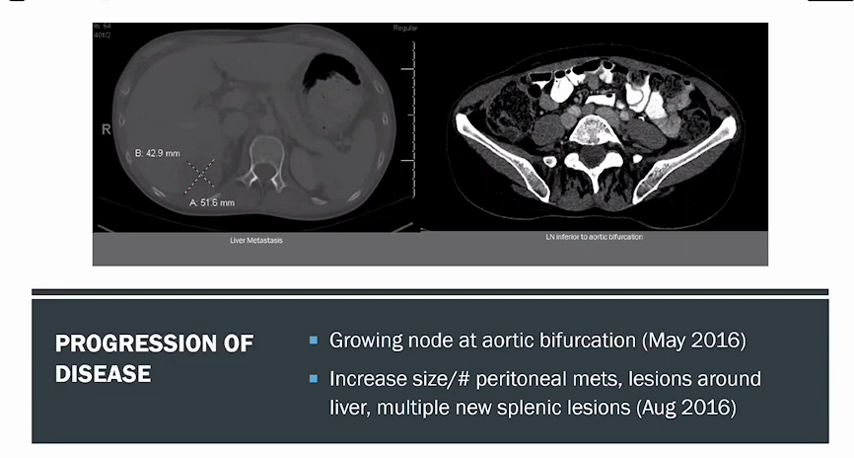 Regular
R
B: 42.9 mm
A: 51.6 mm
Liver Metastasis
LN inferior to aortic bifurcation
PROGRESSION OF
DISEASE
▪ Growing node at aortic bifurcation (May 2016)
▪ Increase size/# peritoneal mets, lesions around
liver, multiple new splenic lesions (Aug 2016)